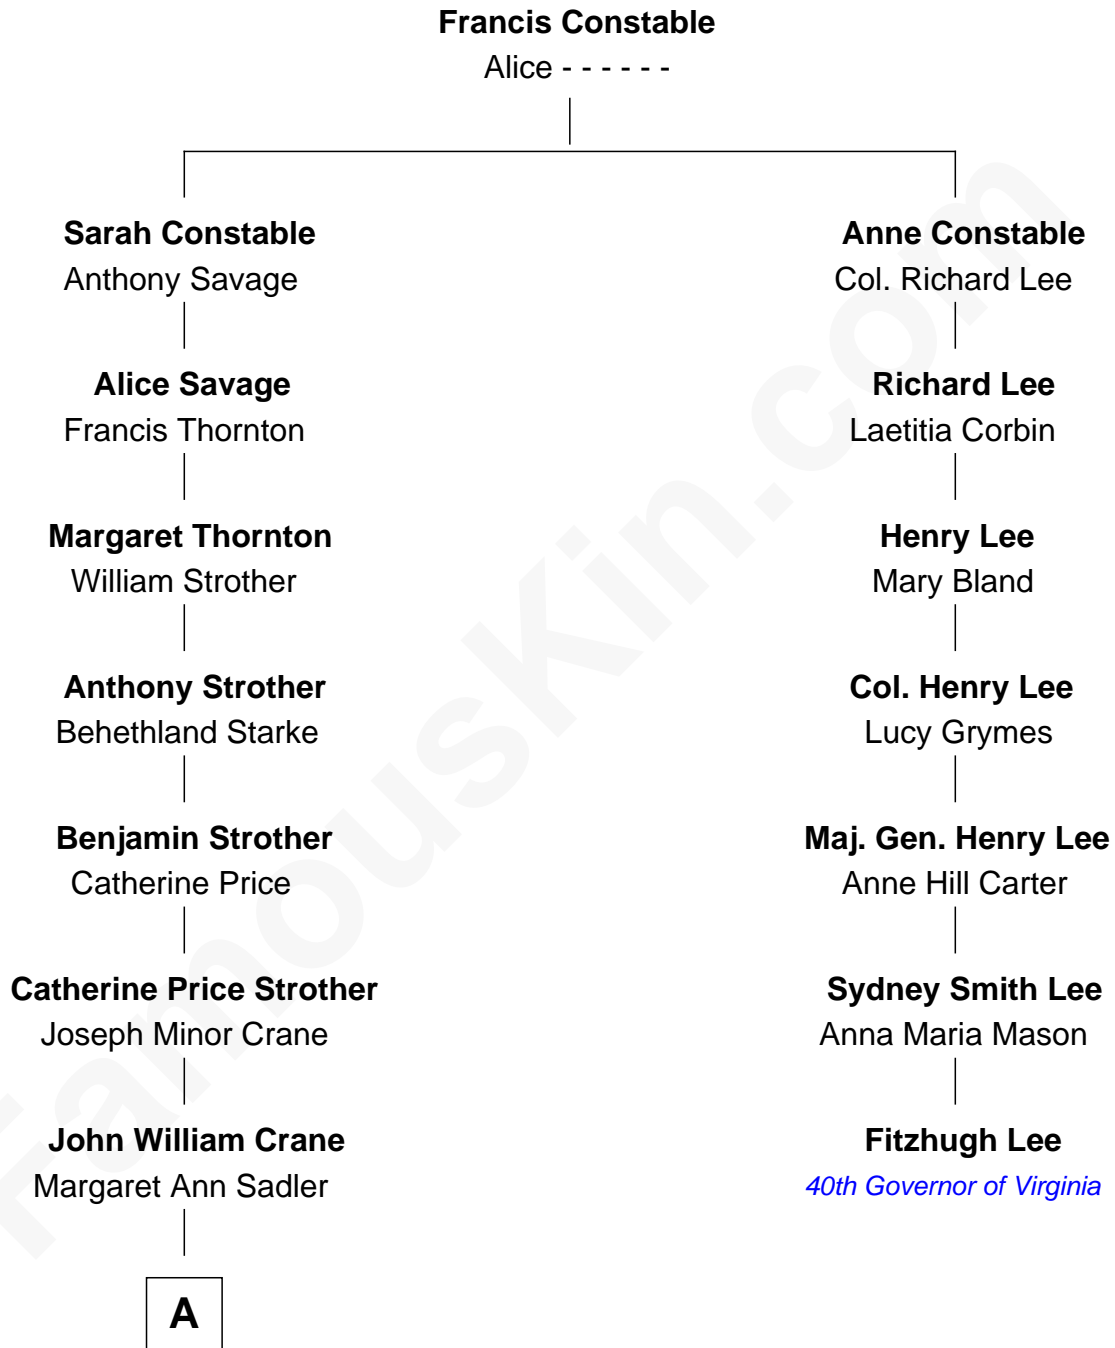 Francis Constable
Alice - - - - - -
Sarah Constable
Anthony Savage
Anne Constable
Col. Richard Lee
Alice Savage
Francis Thornton
Richard Lee
Laetitia Corbin
Margaret Thornton
William Strother
Henry Lee
Mary Bland
Anthony Strother
Behethland Starke
Col. Henry Lee
Lucy Grymes
Benjamin Strother
Catherine Price
Maj. Gen. Henry Lee
Anne Hill Carter
Catherine Price Strother
Joseph Minor Crane
Sydney Smith Lee
Anna Maria Mason
John William Crane
Margaret Ann Sadler
Fitzhugh Lee
40th Governor of Virginia
A
FamousKin.com